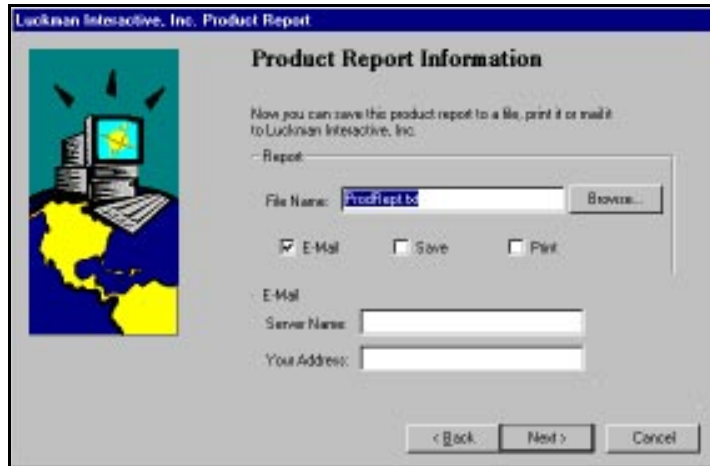 Luckman Interactive, Inc. Product Report
Product Report Information
Now you can save this product report to a file, print it or mail it
to Luckman Interactive, Inc.
Report
File Name: ProdRept.txt Browse...
E-Mail Save Print
E-Mail
Server Name:
Your Address:
< Back Next > Cancel